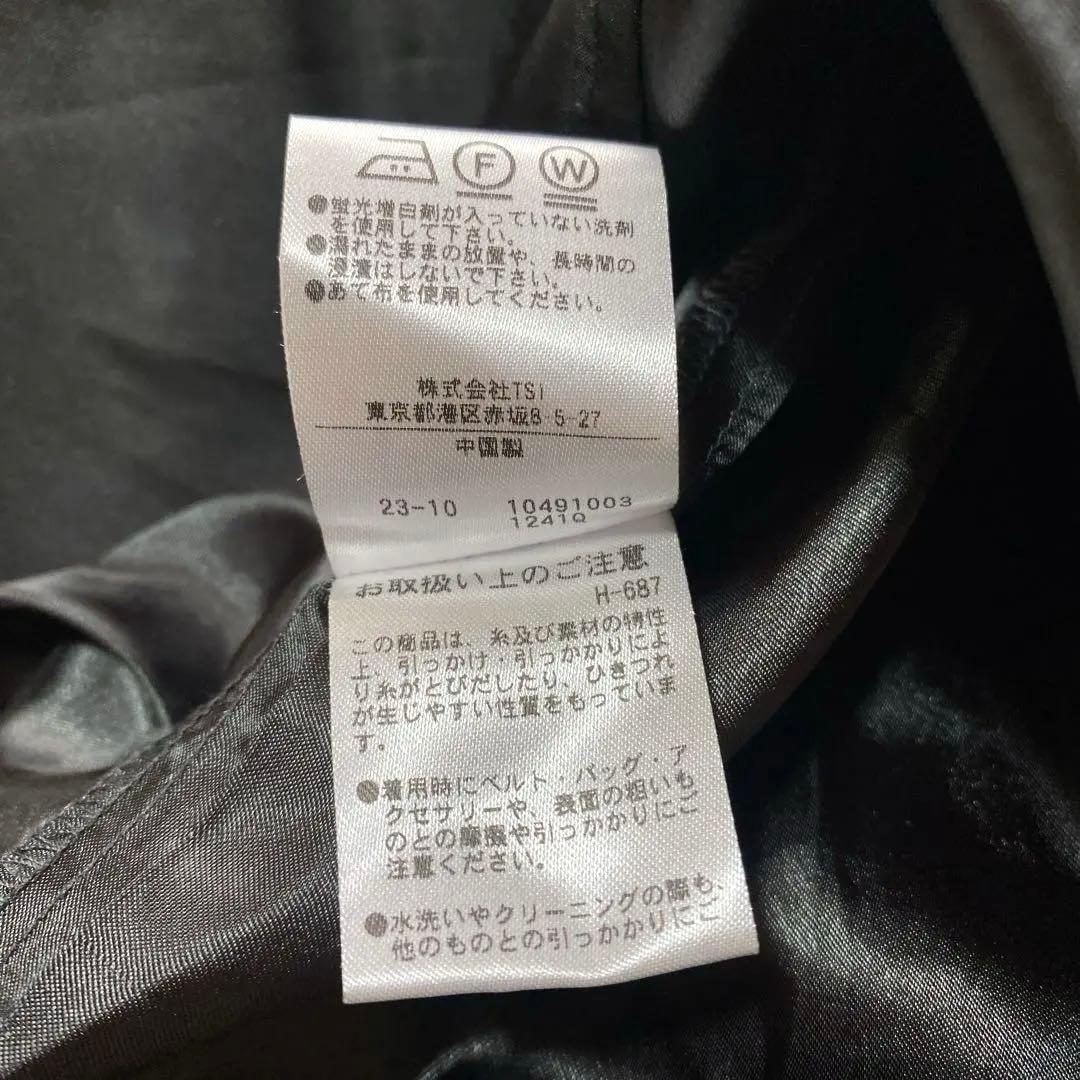 F W
●蛍光増白剤が入っていない洗剤
を使用して下さい。
●濡れたままの放置や、長時間の
浸漬はしないで下さい。
●あて布を使用してください。
株式会社TSI
東京都港区赤坂8-5-27
中国製
23-10 10491003
1241Q
お取扱い上のご注意
H-687
この商品は、糸及び素材の特性
上、引っかけ・引っかかりによ
り糸がとびだしたり、ひきつれ
が生じやすい性質をもっていま
す。
●着用時にベルト・バッグ・ア
クセサリーや、表面の粗いも
のとの摩擦や引っかかりにご
注意ください。
●水洗いやクリーニングの際も、
他のものとの引っかかりにご